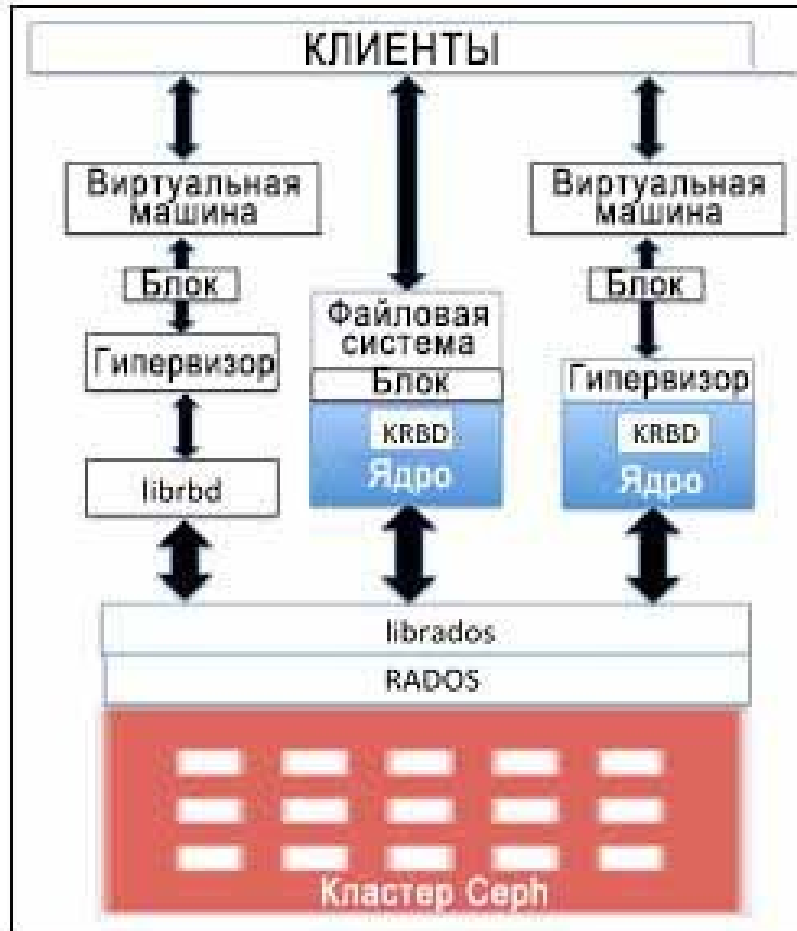 КЛИЕНТЫ
Виртуальная
машина
Блок
Гипервизор
librbd
Файловая
система
Блок
KRBD
Ядро
Виртуальная
машина
Блок
Гипервизор
KRBD
Ядро
librados
RADOS
Кластер Ceph